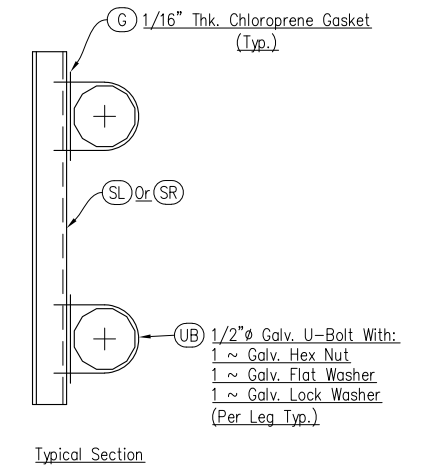 G 1/16" Thk. Chloroprene Gasket
(Typ.)
SL Or SR
UB 1/2"ø Galv. U-Bolt With:
1 ~ Galv. Hex Nut
1 ~ Galv. Flat Washer
1 ~ Galv. Lock Washer
(Per Leg Typ.)
Typical Section